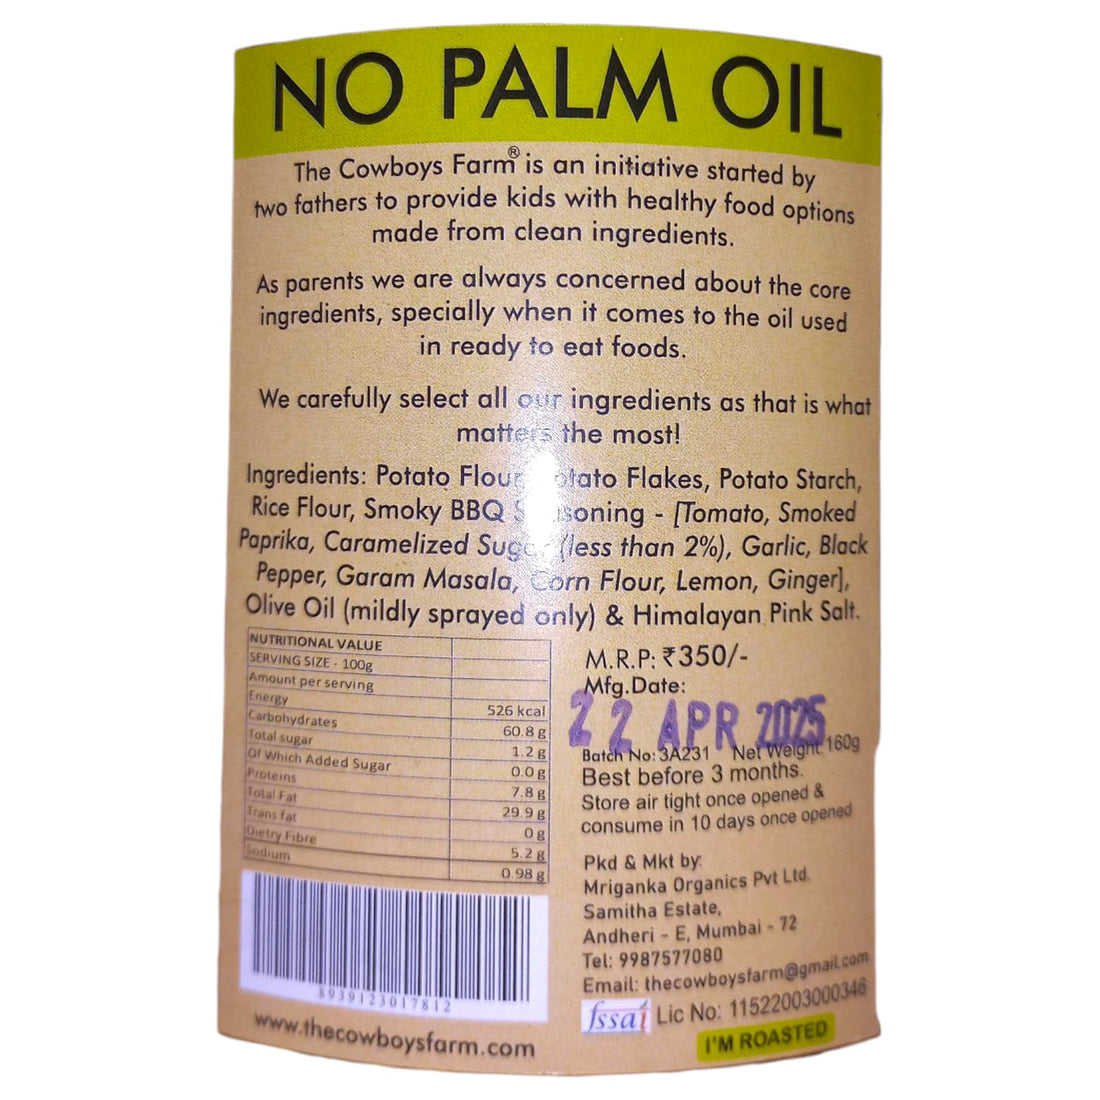 NO PALM OIL
The Cowboys Farm® is an initiative started by
two fathers to provide kids with healthy food options
made from clean ingredients.
As parents we are always concerned about the core
ingredients, specially when it comes to the oil used
in ready to eat foods.
We carefully select all our ingredients as that is what
matters the most!
Ingredients: Potato Flour, Potato Flakes, Potato Starch,
Rice Flour, Smoky BBQ Seasoning - [Tomato, Smoked
Paprika, Caramelized Sugar (less than 2%), Garlic, Black
Pepper, Garam Masala, Corn Flour, Lemon, Ginger],
Olive Oil (mildly sprayed only) & Himalayan Pink Salt.
NUTRITIONAL VALUE
SERVING SIZE - 100g
Amount per serving
Energy 526 kcal
Carbohydrates 60.8 g
Total sugar 1.2 g
Of Which Added Sugar 0.0 g
Proteins 7.8 g
Total Fat 29.9 g
Trans fat 0 g
Dietry Fibre 5.2 g
Sodium 0.98 g
8939123017812
www.thecowboysfarm.com
M.R.P: ₹350/-
Mfg.Date:
22 APR 2025
Batch No: 3A231 Net Weight 160g
Best before 3 months.
Store air tight once opened &
consume in 10 days once opened
Pkd & Mkt by:
Mriganka Organics Pvt Ltd.
Samitha Estate,
Andheri - E, Mumbai - 72
Tel: 9987577080
Email: thecowboysfarm@gmail.com
fssai Lic No: 11522003000346
I'M ROASTED